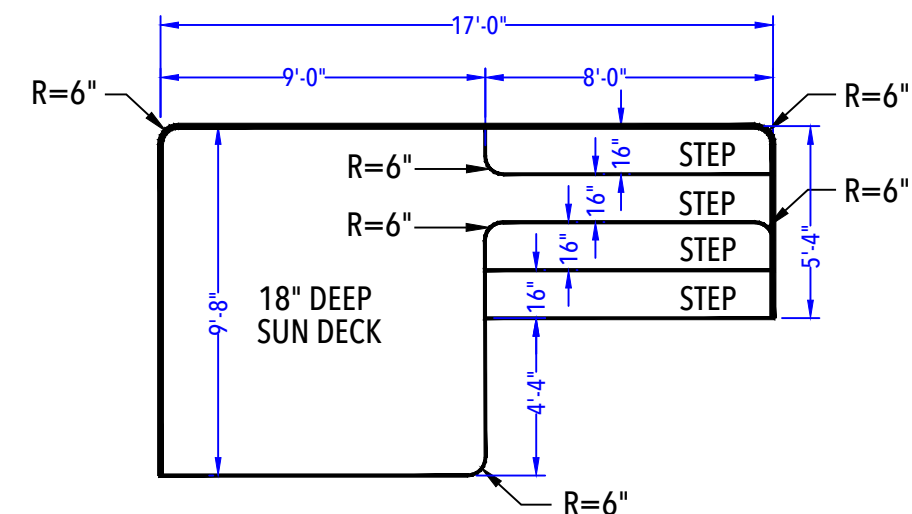 17'-0"
9'-0"
8'-0"
R=6"
R=6"
16"
STEP
R=6"
R=6"
16"
STEP
R=6"
5'-4"
16"
STEP
18" DEEP
SUN DECK
9'-8"
16"
STEP
4'-4"
R=6"